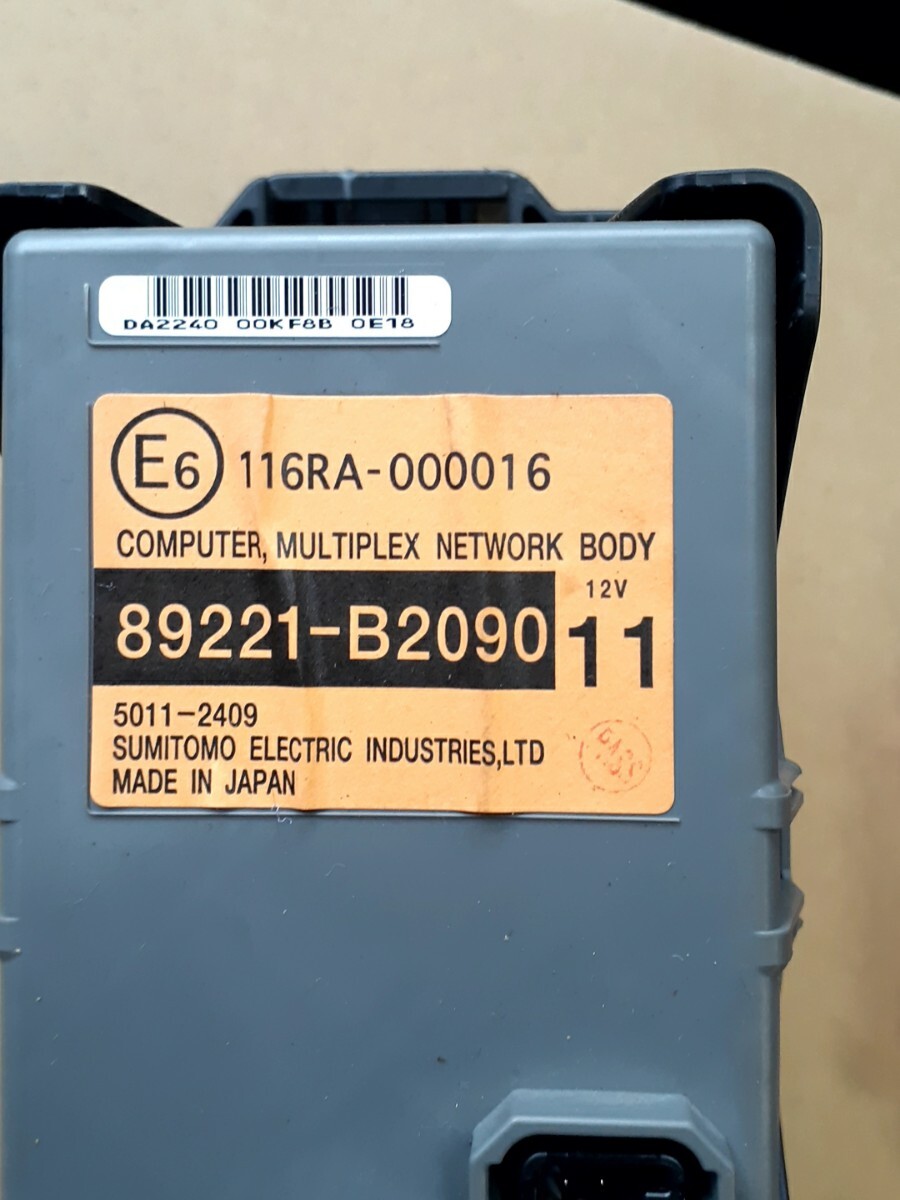 DA2240 00KF8B 0E18
E6 116RA-000016
COMPUTER, MULTIPLEX NETWORK BODY
12V
89221-B2090 11
5011-2409
SUMITOMO ELECTRIC INDUSTRIES,LTD
MADE IN JAPAN